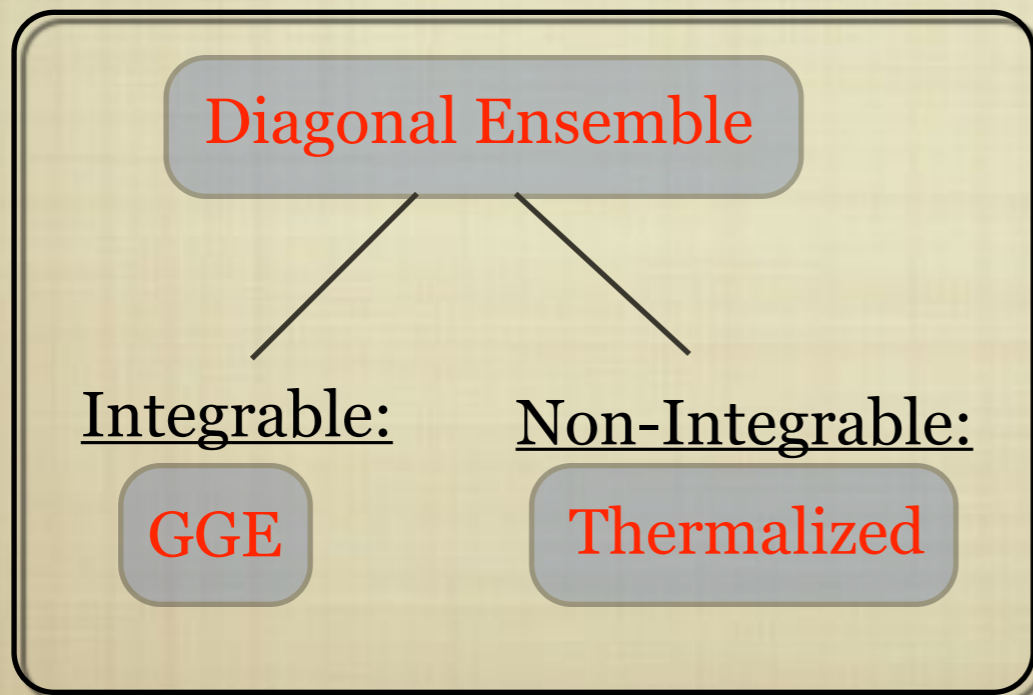 Diagonal Ensemble
Integrable:
Non-Integrable:
GGE
Thermalized